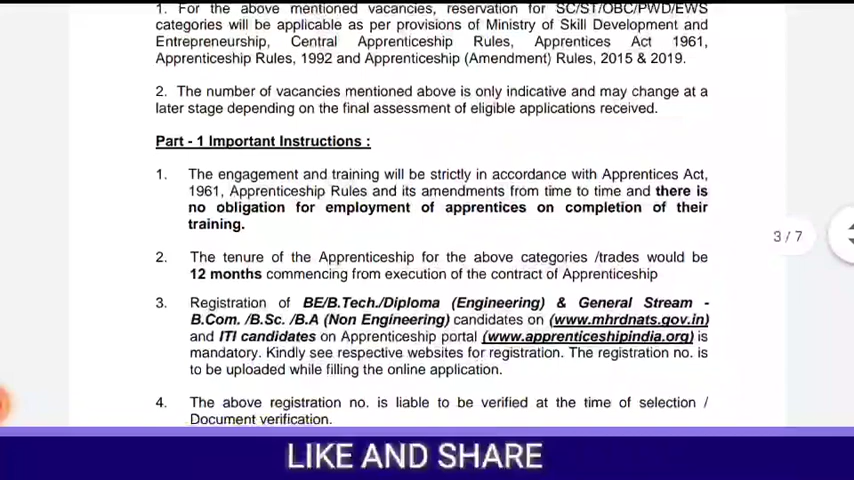 1. For the above mentioned vacancies, reservation for SC/ST/OBC/PWD/EWS
categories will be applicable as per provisions of Ministry of Skill Development and
Entrepreneurship, Central Apprenticeship Rules, Apprentices Act 1961,
Apprenticeship Rules, 1992 and Apprenticeship (Amendment) Rules, 2015 & 2019.
2. The number of vacancies mentioned above is only indicative and may change at a
later stage depending on the final assessment of eligible applications received.
Part - 1 Important Instructions :
1. The engagement and training will be strictly in accordance with Apprentices Act,
1961, Apprenticeship Rules and its amendments from time to time and there is
no obligation for employment of apprentices on completion of their
training.
3 / 7
2. The tenure of the Apprenticeship for the above categories /trades would be
12 months commencing from execution of the contract of Apprenticeship
3. Registration of BE/B.Tech./Diploma (Engineering) & General Stream -
B.Com. /B.Sc. /B.A (Non Engineering) candidates on (www.mhrdnats.gov.in)
and ITI candidates on Apprenticeship portal (www.apprenticeshipindia.org) is
mandatory. Kindly see respective websites for registration. The registration no. is
to be uploaded while filling the online application.
4. The above registration no. is liable to be verified at the time of selection /
Document verification.
LIKE AND SHARE